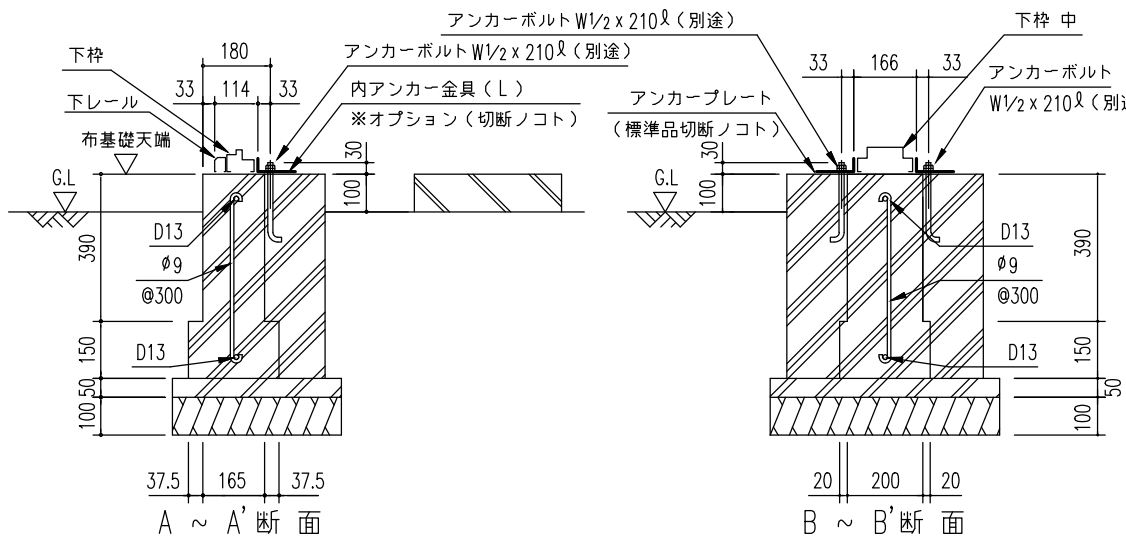 アンカーボルト W1/2 x 210ℓ (別途)
下枠
180
アンカーボルト W1/2 x 210ℓ (別途)
33 114 33
内アンカー金具 (L)
下レール
※オプション (切断ノコト)
布基礎天端
30
G.L
100
D13
390
φ9
@300
D13
150
50
100
37.5 165 37.5
A ～ A'断 面
下枠 中
33 166 33
アンカーボルト
アンカープレート
W1/2 x 210ℓ (別
(標準品切断ノコト)
30
G.L
100
D13
390
φ9
@300
D13
150
50
100
20 200 20
B ～ B'断 面